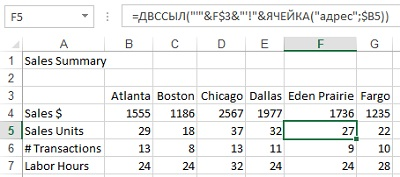 F5 =ДВССЫЛ("'"&F$3&"'!"&ЯЧЕЙКА("адрес";$B5))
A B C D E F G
1 Sales Summary
2
3 Atlanta Boston Chicago Dallas Eden Prairie Fargo
4 Sales $ 1555 1186 2567 1977 1736 1235
5 Sales Units 29 18 37 32 27 22
6 # Transactions 13 8 13 11 9 10
7 Labor Hours 24 24 32 24 24 28